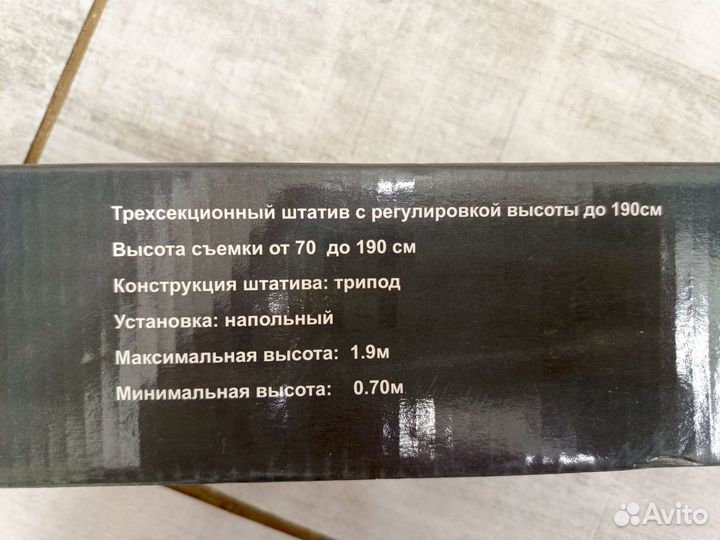 Трехсекционный штатив с регулировкой высоты до 190см
Высота съемки от 70 до 190 см
Конструкция штатива: трипод
Установка: напольный
Максимальная высота: 1.9м
Минимальная высота: 0.70м
Avito